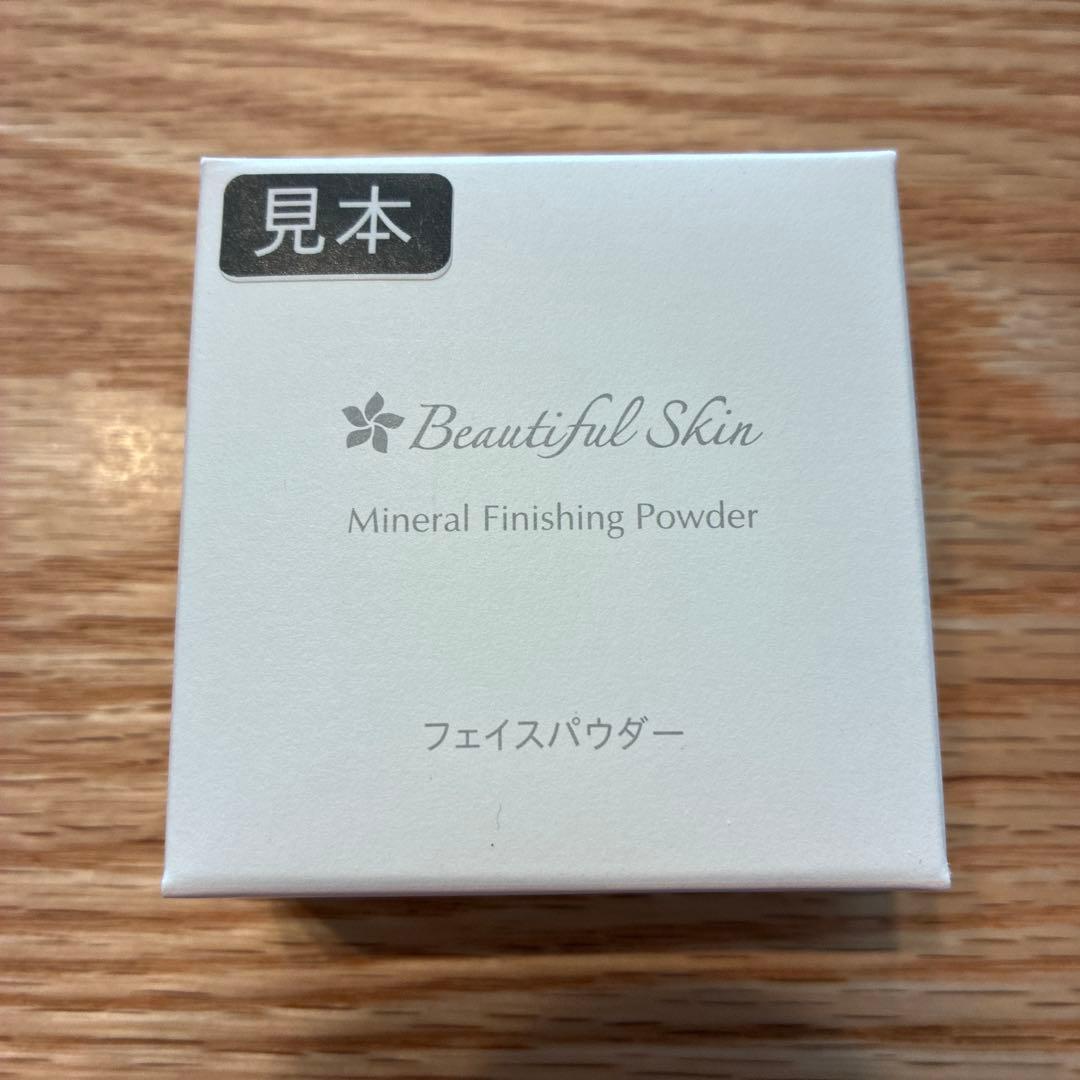 見本
Beautiful Skin
Mineral Finishing Powder
フェイスパウダー